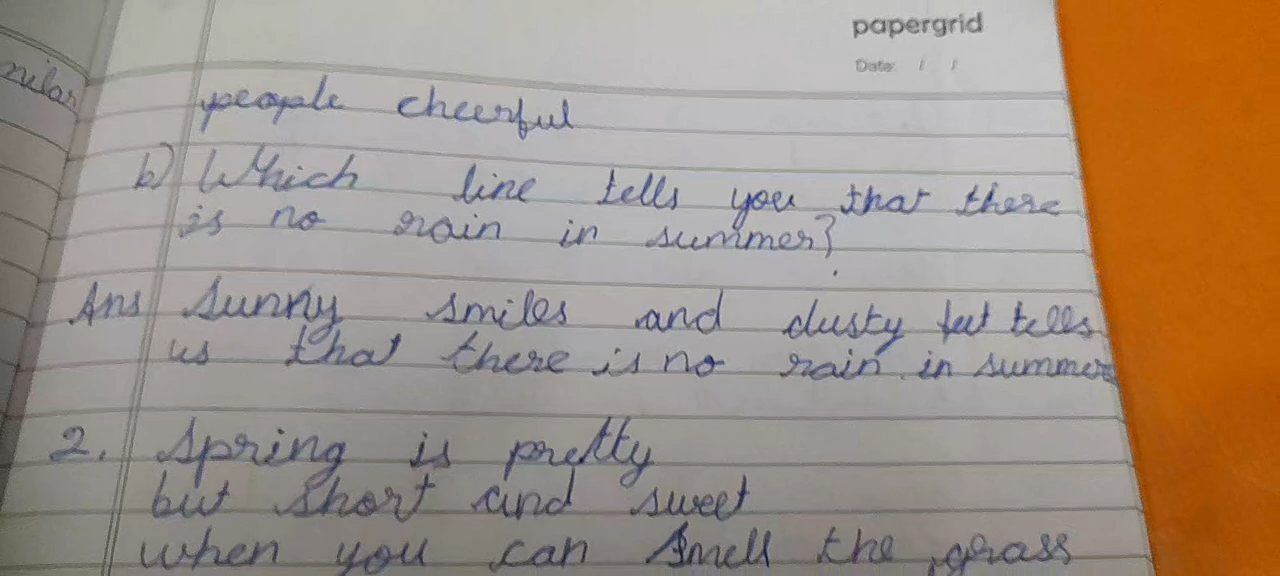 papergrid
Date: / /
people cheerful
b) Which line tells you that there
is no rain in summer?
Ans Sunny smiles and dusty feet tells
us that there is no rain in summer
2. Spring is pretty
but short and sweet
when you can smell the grass